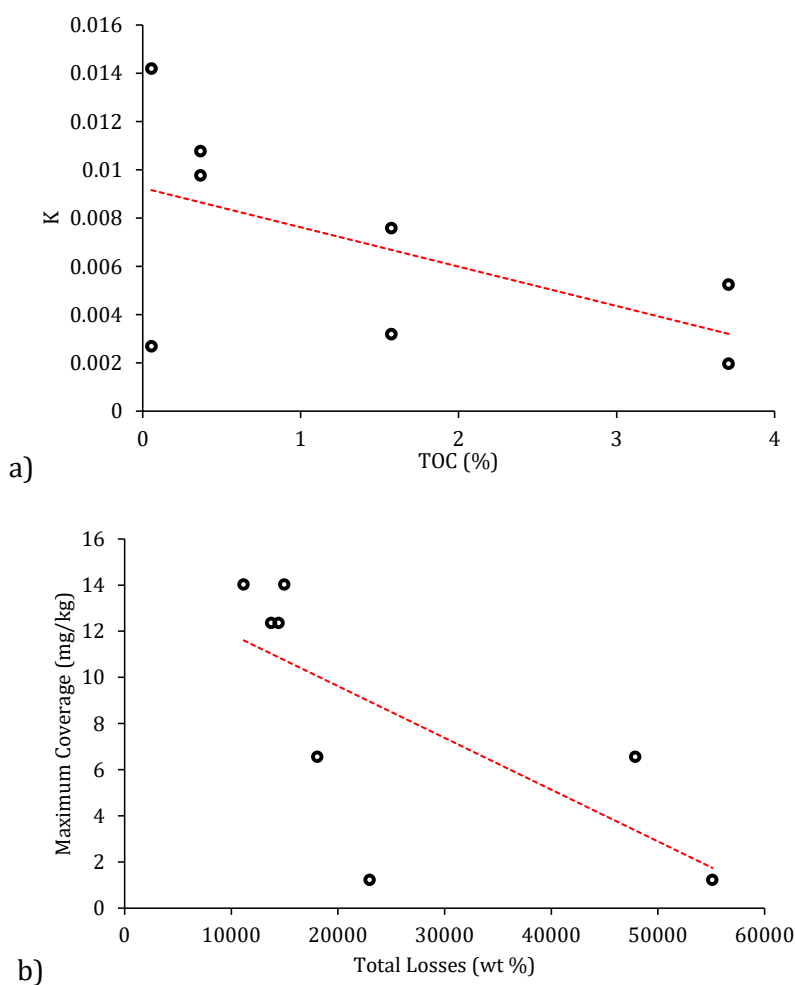 0.016
0.014
0.012
0.01
0.008
0.006
0.004
0.002
0
K
0 1 2 3 4
TOC (%)
a)
16
14
12
10
8
6
4
2
0
Maximum Coverage (mg/kg)
0 10000 20000 30000 40000 50000 60000
Total Losses (wt %)
b)